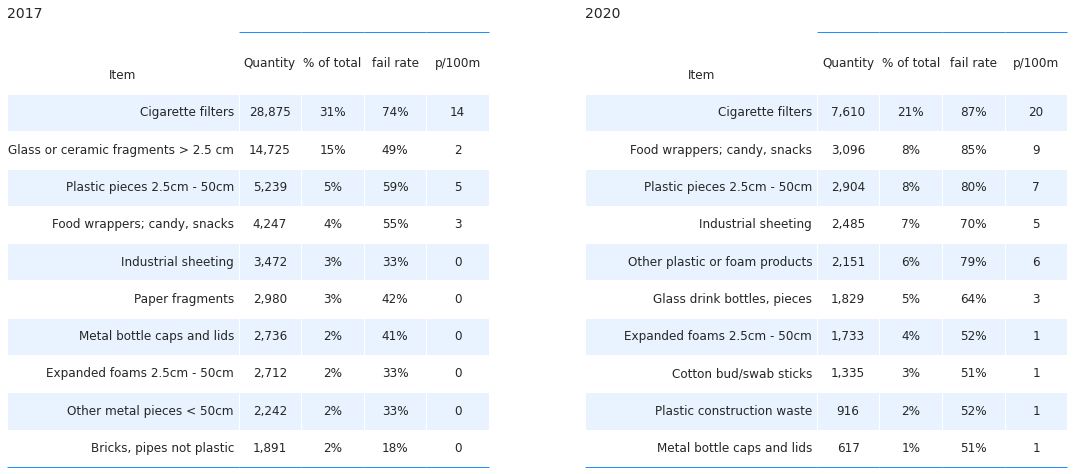 2017
Item Quantity % of total fail rate p/100m
Cigarette filters 28,875 31% 74% 14
Glass or ceramic fragments > 2.5 cm 14,725 15% 49% 2
Plastic pieces 2.5cm - 50cm 5,239 5% 59% 5
Food wrappers; candy, snacks 4,247 4% 55% 3
Industrial sheeting 3,472 3% 33% 0
Paper fragments 2,980 3% 42% 0
Metal bottle caps and lids 2,736 2% 41% 0
Expanded foams 2.5cm - 50cm 2,712 2% 33% 0
Other metal pieces < 50cm 2,242 2% 33% 0
Bricks, pipes not plastic 1,891 2% 18% 0
2020
Item Quantity % of total fail rate p/100m
Cigarette filters 7,610 21% 87% 20
Food wrappers; candy, snacks 3,096 8% 85% 9
Plastic pieces 2.5cm - 50cm 2,904 8% 80% 7
Industrial sheeting 2,485 7% 70% 5
Other plastic or foam products 2,151 6% 79% 6
Glass drink bottles, pieces 1,829 5% 64% 3
Expanded foams 2.5cm - 50cm 1,733 4% 52% 1
Cotton bud/swab sticks 1,335 3% 51% 1
Plastic construction waste 916 2% 52% 1
Metal bottle caps and lids 617 1% 51% 1